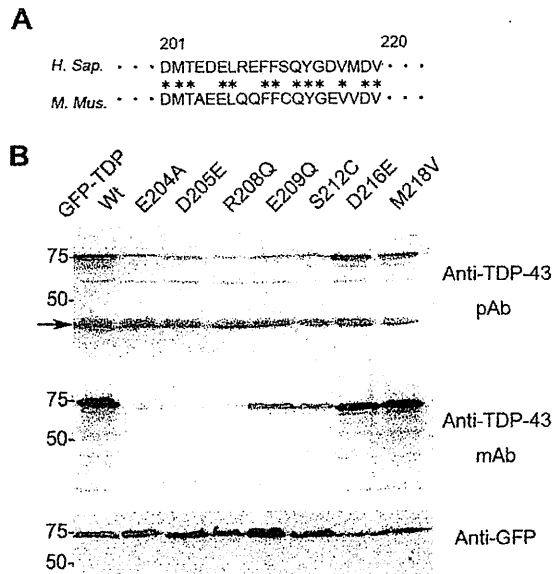 A
201 220
H. Sap. · · · DMTEDELREFFSQYGDVMDV · · ·
*** ** ** *** * **
M. Mus. · · · DMTAEELQQFFCQYGEVVDV · · ·
B
GFP-TDP Wt E204A D205E R208Q E209Q S212C D216E M218V
75-
50-
Anti-TDP-43
pAb
75-
50-
Anti-TDP-43
mAb
75-
50-
Anti-GFP